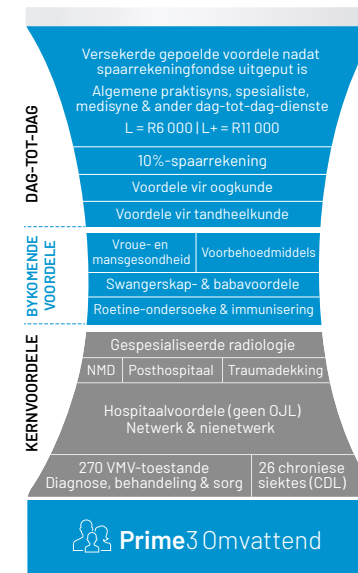 DAG-TOT-DAG
Versekerde gepoelde voordele nadat
spaarrekeningfondse uitgeput is
Algemene praktisyns, spesialiste,
medisyne & ander dag-tot-dag-dienste
L = R6 000 | L+ = R11 000
10%-spaarrekening
Voordele vir oogkunde
Voordele vir tandheelkunde
BYKOMENDE
VOORDELE
Vroue- en
mansgesondheid
Voorbehoedmiddels
Swangerskap- & babavoordele
Roetine-ondersoeke & immunisering
KERNVOORDELE
Gespesialiseerde radiologie
NMD
Posthospitaal
Traumadekking
Hospitaalvoordele (geen OJL)
Netwerk & nienetwerk
270 VMV-toestande
Diagnose, behandeling & sorg
26 chroniese
siektes (CDL)
Prime3 Omvattend